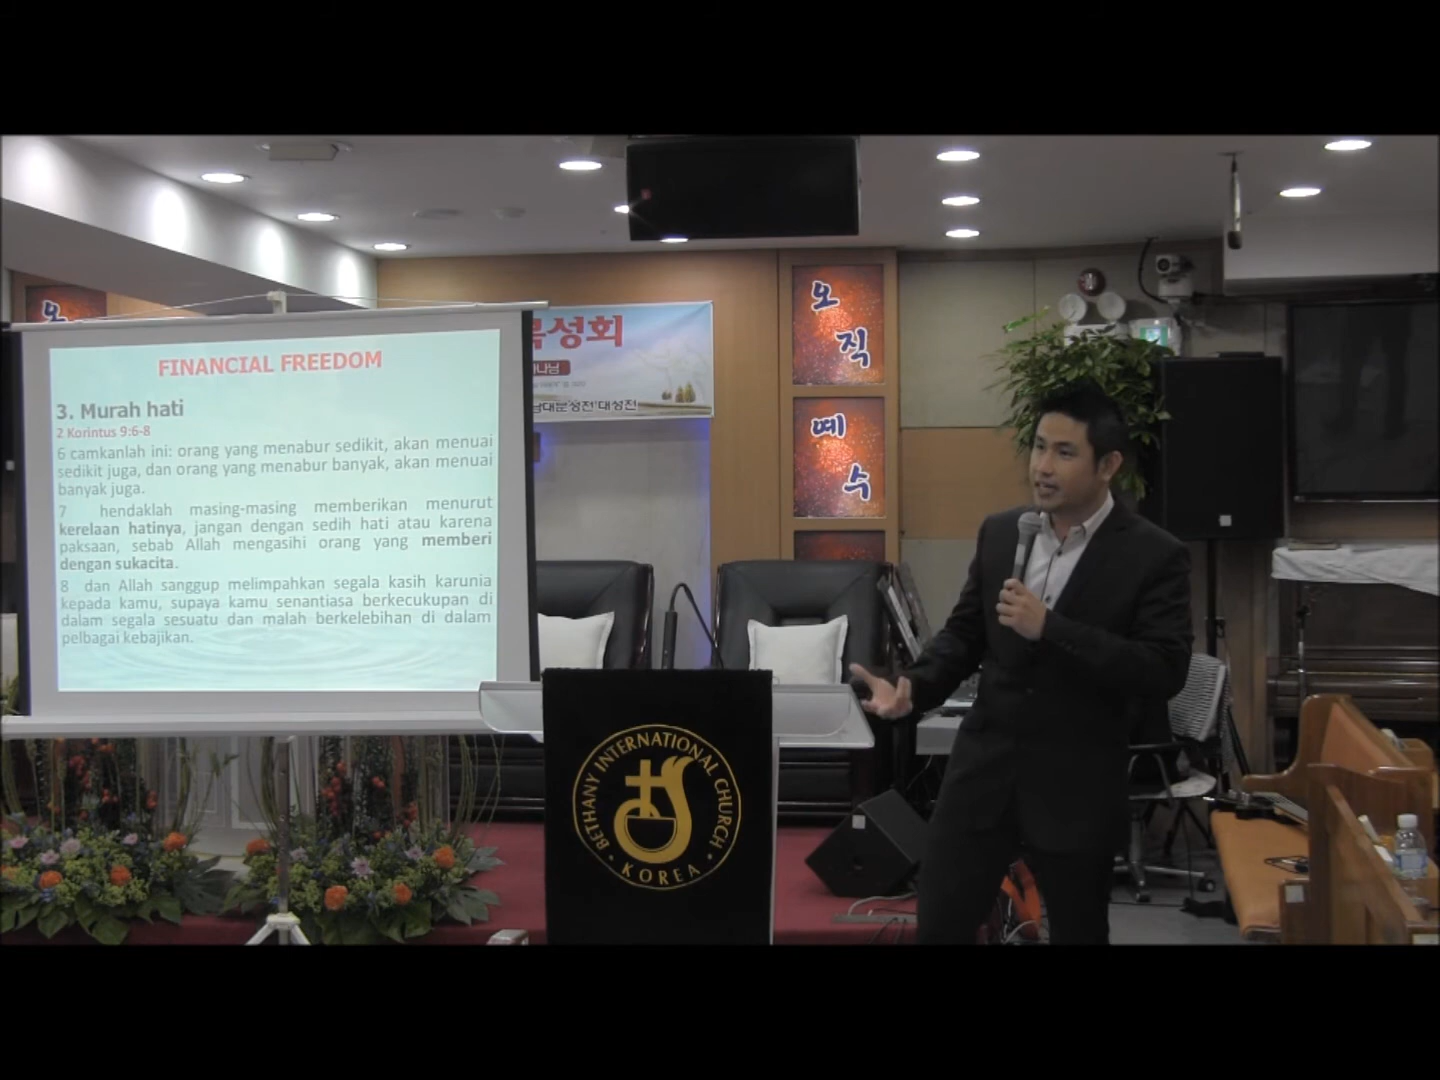 FINANCIAL FREEDOM
3. Murah hati
2 Korintus 9:6-8
6 camkanlah ini: orang yang menabur sedikit, akan menuai
sedikit juga, dan orang yang menabur banyak, akan menuai
banyak juga.
7 hendaklah masing-masing memberikan menurut
kerelaan hatinya, jangan dengan sedih hati atau karena
paksaan, sebab Allah mengasihi orang yang memberi
dengan sukacita.
8 dan Allah sanggup melimpahkan segala kasih karunia
kepada kamu, supaya kamu senantiasa berkecukupan di
dalam segala sesuatu dan malah berkelebihan di dalam
pelbagai kebajikan.
오
성회
대성전
오
직
예
수
BETHANY INTERNATIONAL CHURCH
KOREA